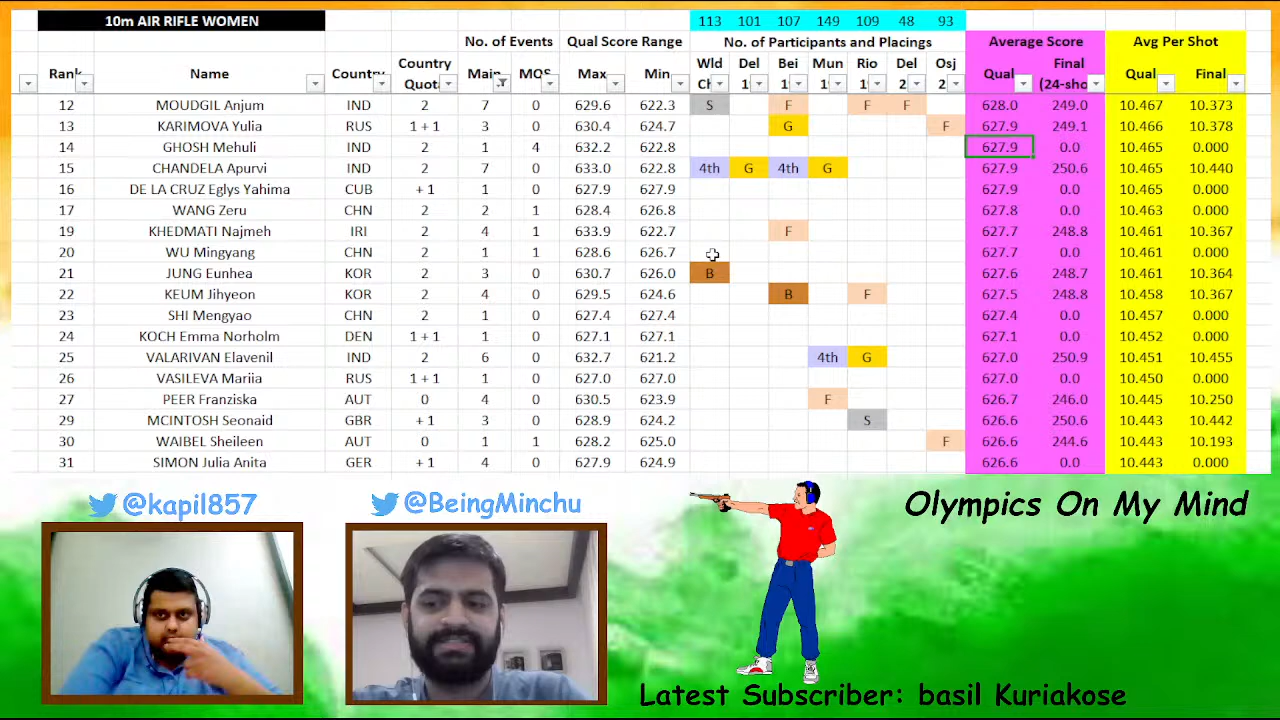 10m AIR RIFLE WOMEN 113 101 107 149 109 48 93
No. of Events Qual Score Range No. of Participants and Placings Average Score Avg Per Shot
Rank Name Country Country Quot Main MQS Max Min Wld Ch Del 1 Bei 1 Mun 1 Rio 1 Del 2 Osj 2 Qual Final (24-sho Qual Final
12 MOUDGIL Anjum IND 2 7 0 629.6 622.3 S F F F 628.0 249.0 10.467 10.373
13 KARIMOVA Yulia RUS 1 + 1 3 0 630.4 624.7 G F 627.9 249.1 10.466 10.378
14 GHOSH Mehuli IND 2 1 4 632.2 622.8 627.9 0.0 10.465 0.000
15 CHANDELA Apurvi IND 2 7 0 633.0 622.8 4th G 4th G 627.9 250.6 10.465 10.440
16 DE LA CRUZ Eglys Yahima CUB + 1 1 0 627.9 627.9 627.9 0.0 10.465 0.000
17 WANG Zeru CHN 2 2 1 628.4 626.8 627.8 0.0 10.463 0.000
19 KHEDMATI Najmeh IRI 2 4 1 633.9 622.7 F 627.7 248.8 10.461 10.367
20 WU Mingyang CHN 2 1 1 628.6 626.7 627.7 0.0 10.461 0.000
21 JUNG Eunhea KOR 2 3 0 630.7 626.0 B 627.6 248.7 10.461 10.364
22 KEUM Jihyeon KOR 2 4 0 629.5 624.6 B F 627.5 248.8 10.458 10.367
23 SHI Mengyao CHN 2 1 0 627.4 627.4 627.4 0.0 10.457 0.000
24 KOCH Emma Norholm DEN 1 + 1 1 0 627.1 627.1 627.1 0.0 10.452 0.000
25 VALARIVAN Elavenil IND 2 6 0 632.7 621.2 4th G 627.0 250.9 10.451 10.455
26 VASILEVA Mariia RUS 1 + 1 1 0 627.0 627.0 627.0 0.0 10.450 0.000
27 PEER Franziska AUT 0 4 0 630.5 623.9 F 626.7 246.0 10.445 10.250
29 MCINTOSH Seonaid GBR + 1 3 0 628.9 624.2 S 626.6 250.6 10.443 10.442
30 WAIBEL Sheileen AUT 0 1 1 628.2 625.0 F 626.6 244.6 10.443 10.193
31 SIMON Julia Anita GER + 1 4 0 627.9 624.9 626.6 0.0 10.443 0.000
@kapil857 @BeingMinchu Olympics On My Mind
Latest Subscriber: basil Kuriakose